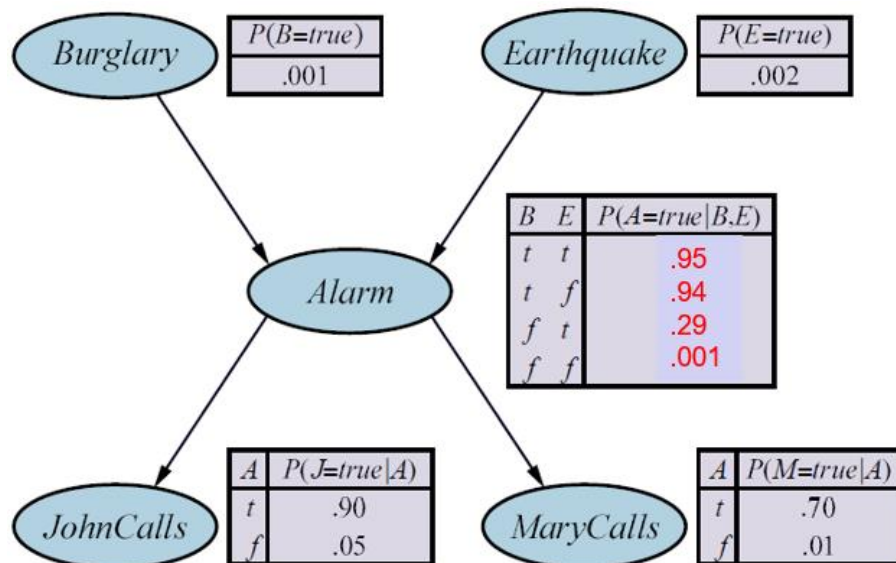 Burglary
P(B=true)
.001
Earthquake
P(E=true)
.002
Alarm
B E P(A=true|B,E)
t t .95
t f .94
f t .29
f f .001
JohnCalls
A P(J=true|A)
t .90
f .05
MaryCalls
A P(M=true|A)
t .70
f .01